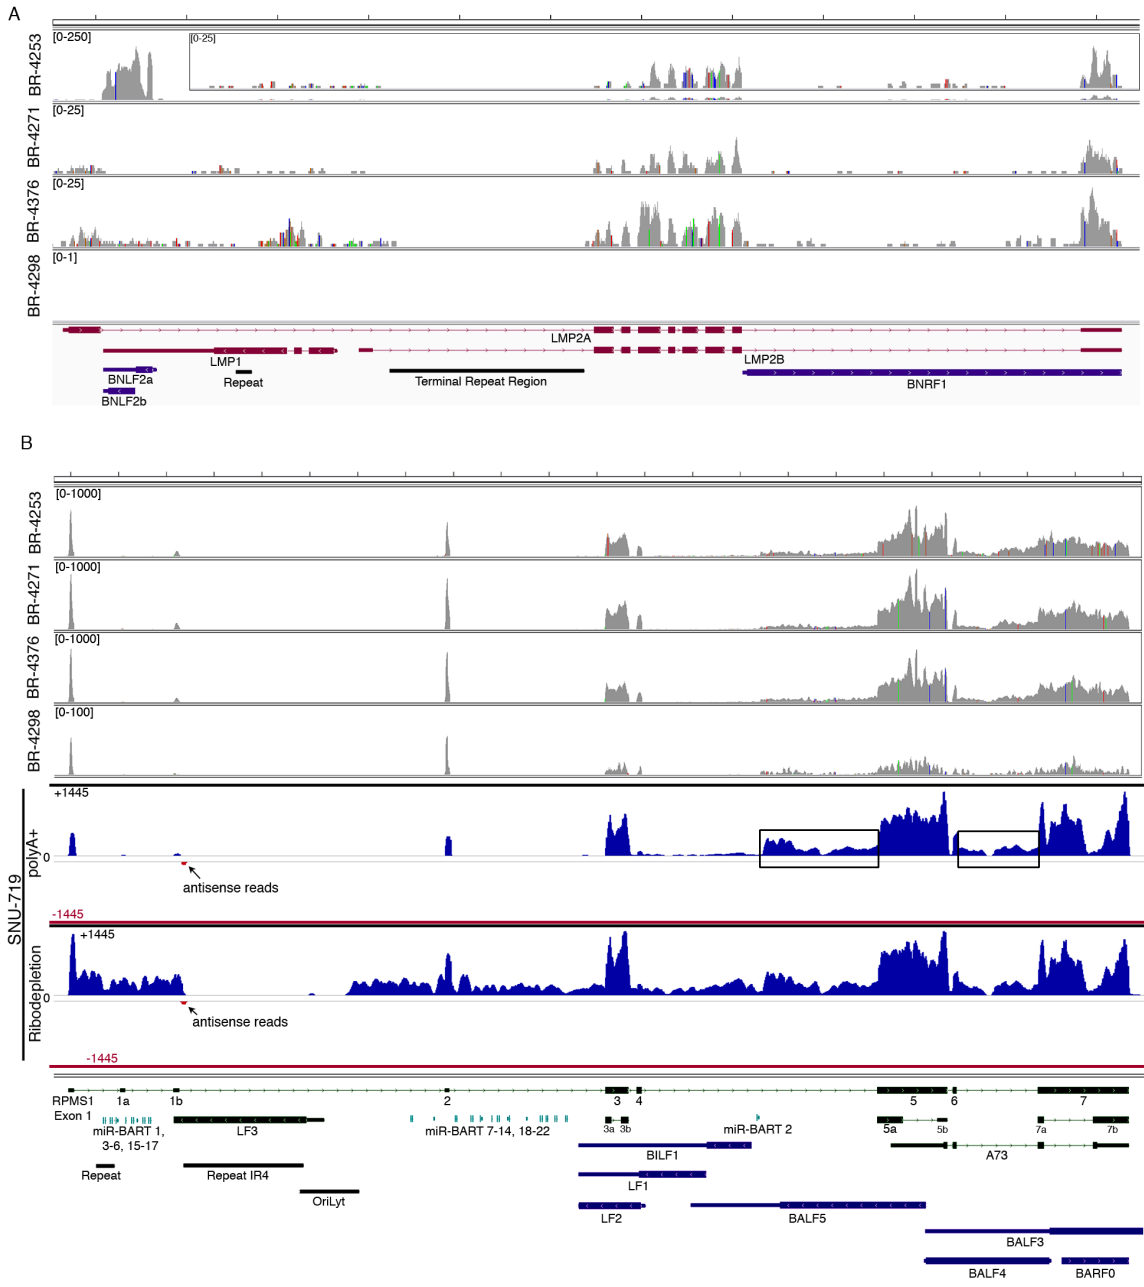 A
BR-4253
[0-250]
[0-25]
BR-4271
[0-25]
BR-4376
[0-25]
BR-4298
[0-1]
LMP2A
LMP1
LMP2B
BNLF2a
Repeat
Terminal Repeat Region
BNRF1
BNLF2b
B
BR-4253
[0-1000]
BR-4271
[0-1000]
BR-4376
[0-1000]
BR-4298
[0-100]
SNU-719
polyA+
+1445
0
antisense reads
-1445
Ribodepletion
+1445
0
antisense reads
-1445
RPMS1
1a
1b
2
3
4
5
6
7
Exon 1
miR-BART 1,
3-6, 15-17
LF3
miR-BART 7-14, 18-22
3a
3b
miR-BART 2
5a
5b
7a
7b
BILF1
A73
Repeat
Repeat IR4
LF1
OriLyt
LF2
BALF5
BALF3
BALF4
BARF0